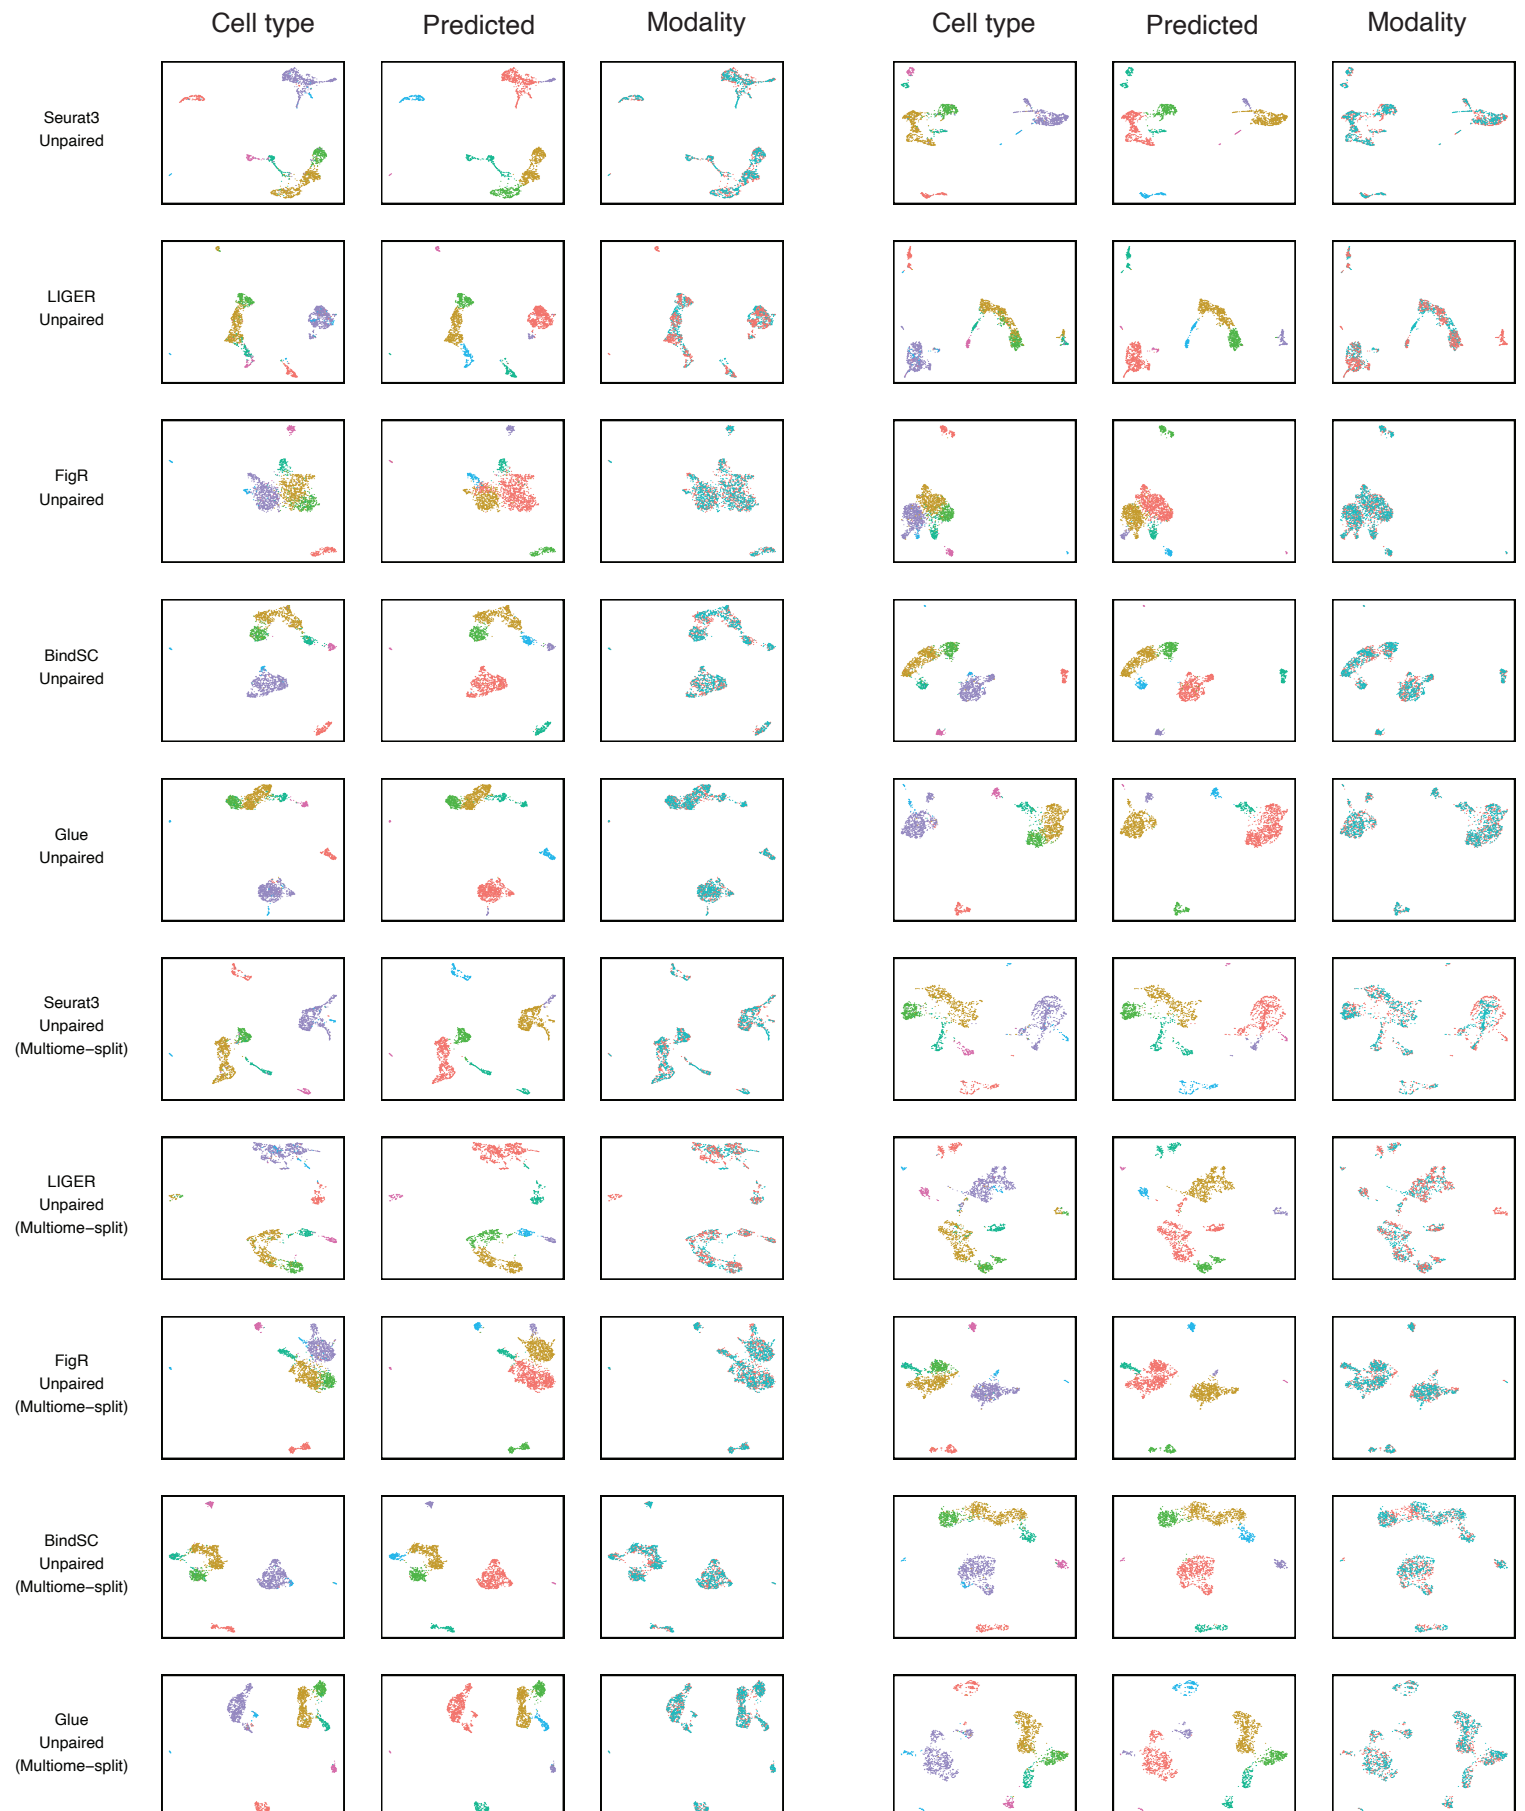 Cell type Predicted Modality Cell type Predicted Modality
Seurat3
Unpaired
LIGER
Unpaired
FigR
Unpaired
BindSC
Unpaired
Glue
Unpaired
Seurat3
Unpaired
(Multiome−split)
LIGER
Unpaired
(Multiome−split)
FigR
Unpaired
(Multiome−split)
BindSC
Unpaired
(Multiome−split)
Glue
Unpaired
(Multiome−split)